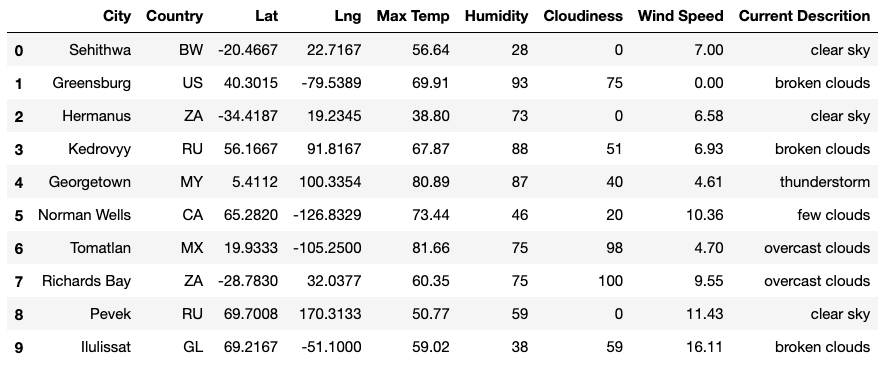 City Country Lat Lng Max Temp Humidity Cloudiness Wind Speed Current Descrition
0 Sehithwa BW -20.4667 22.7167 56.64 28 0 7.00 clear sky
1 Greensburg US 40.3015 -79.5389 69.91 93 75 0.00 broken clouds
2 Hermanus ZA -34.4187 19.2345 38.80 73 0 6.58 clear sky
3 Kedrovyy RU 56.1667 91.8167 67.87 88 51 6.93 broken clouds
4 Georgetown MY 5.4112 100.3354 80.89 87 40 4.61 thunderstorm
5 Norman Wells CA 65.2820 -126.8329 73.44 46 20 10.36 few clouds
6 Tomatlan MX 19.9333 -105.2500 81.66 75 98 4.70 overcast clouds
7 Richards Bay ZA -28.7830 32.0377 60.35 75 100 9.55 overcast clouds
8 Pevek RU 69.7008 170.3133 50.77 59 0 11.43 clear sky
9 Ilulissat GL 69.2167 -51.1000 59.02 38 59 16.11 broken clouds